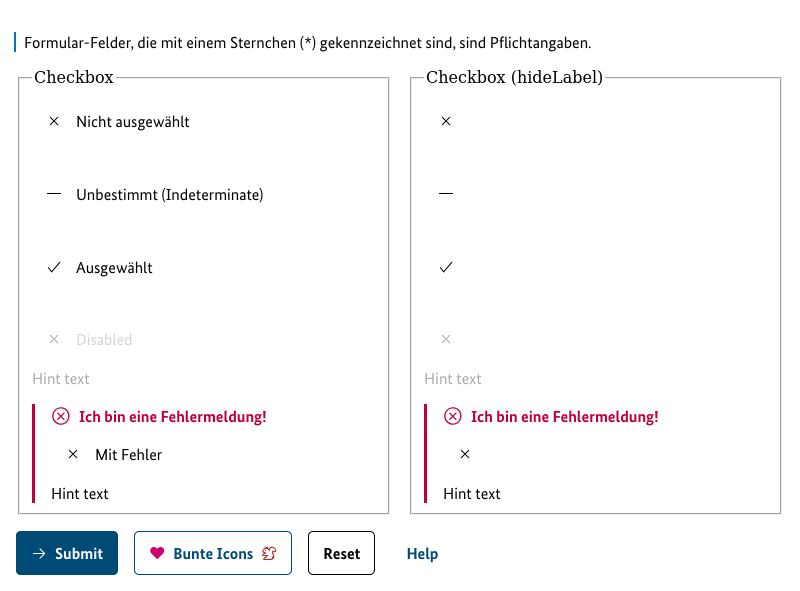 Formular-Felder, die mit einem Sternchen (*) gekennzeichnet sind, sind Pflichtangaben.
Checkbox
Nicht ausgewählt
Unbestimmt (Indeterminate)
Ausgewählt
Disabled
Hint text
Ich bin eine Fehlermeldung!
Mit Fehler
Hint text
Checkbox (hideLabel)
Hint text
Ich bin eine Fehlermeldung!
Hint text
Submit
Bunte Icons
Reset
Help